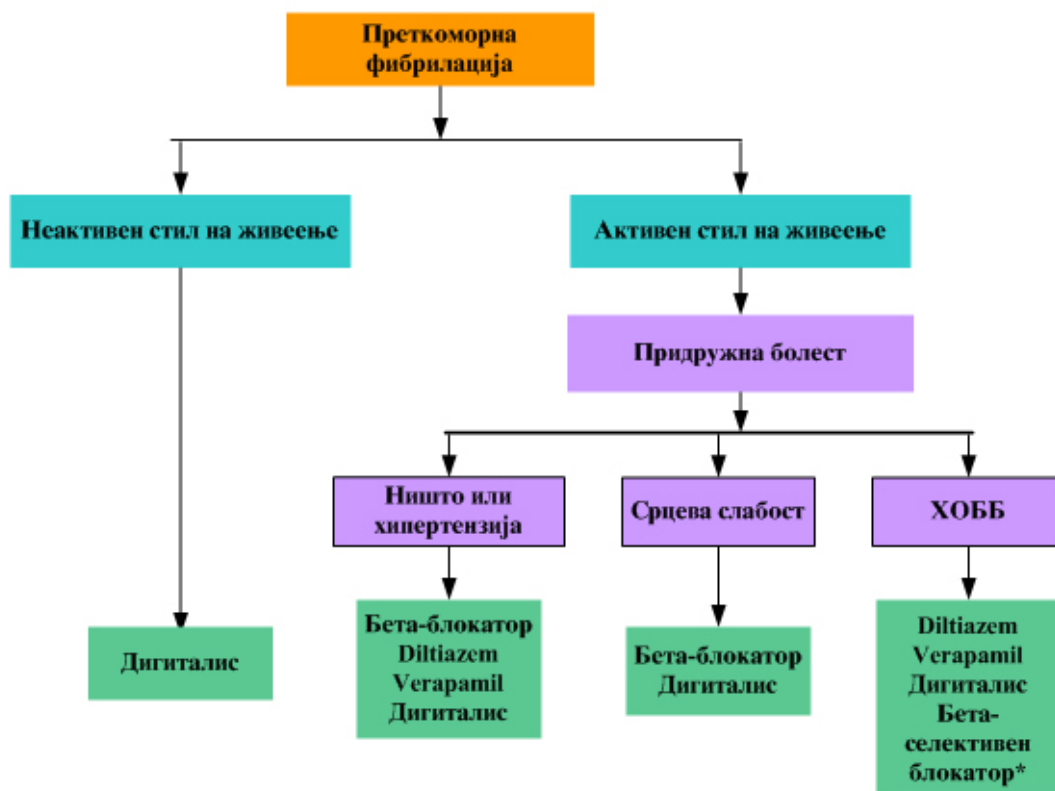 Преткоморна
фибрилација
Неактивен стил на живеење
Активен стил на живеење
Придружна болест
Ништо или
хипертензија
Срцева слабост
ХОББ
Дигиталис
Бета-блокатор
Diltiazem
Verapamil
Дигиталис
Бета-блокатор
Дигиталис
Diltiazem
Verapamil
Дигиталис
Бета-
селективен
блокатор*